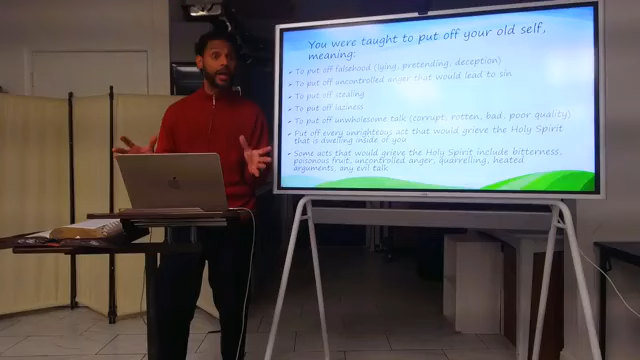 You were taught to put off your old self,
meaning:
To put off falsehood (lying, pretending, deception)
To put off uncontrolled anger that would lead to sin
To put off stealing
To put off laziness
To put off unwholesome talk (corrupt, rotten, bad, poor quality)
Put off every unrighteous act that would grieve the Holy Spirit
that is dwelling inside of you
Some acts that would grieve the Holy Spirit include bitterness,
poisonous fruit, uncontrolled anger, quarrelling, heated
arguments, any evil talk